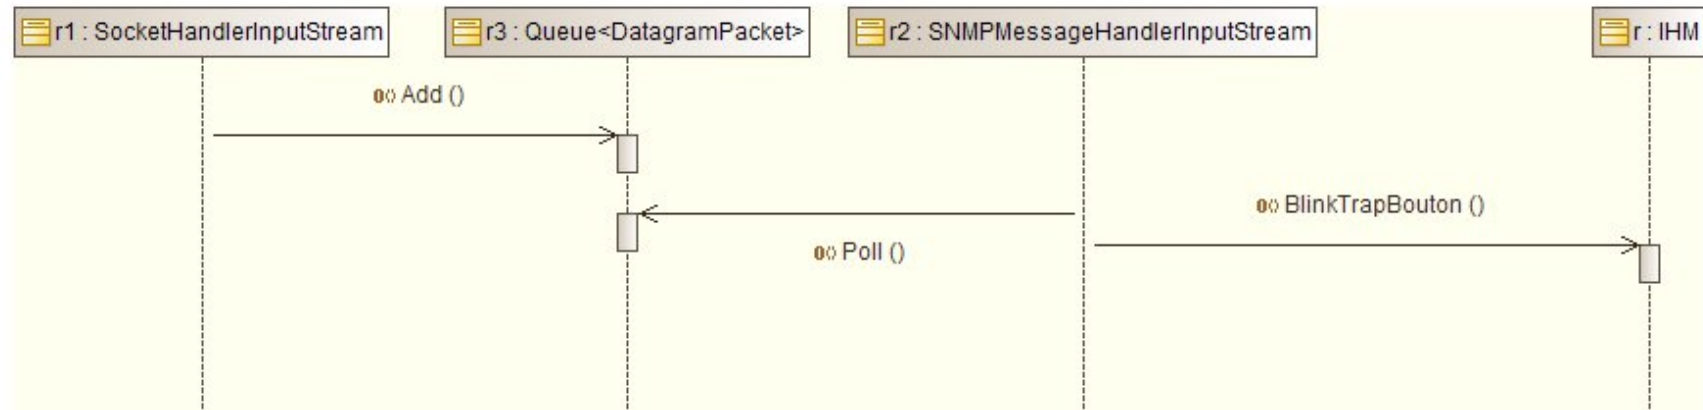 r1 : SocketHandlerInputStream
r3 : Queue<DatagramPacket>
r2 : SNMPMessageHandlerInputStream
r : IHM
Add ()
BlinkTrapBouton ()
Poll ()